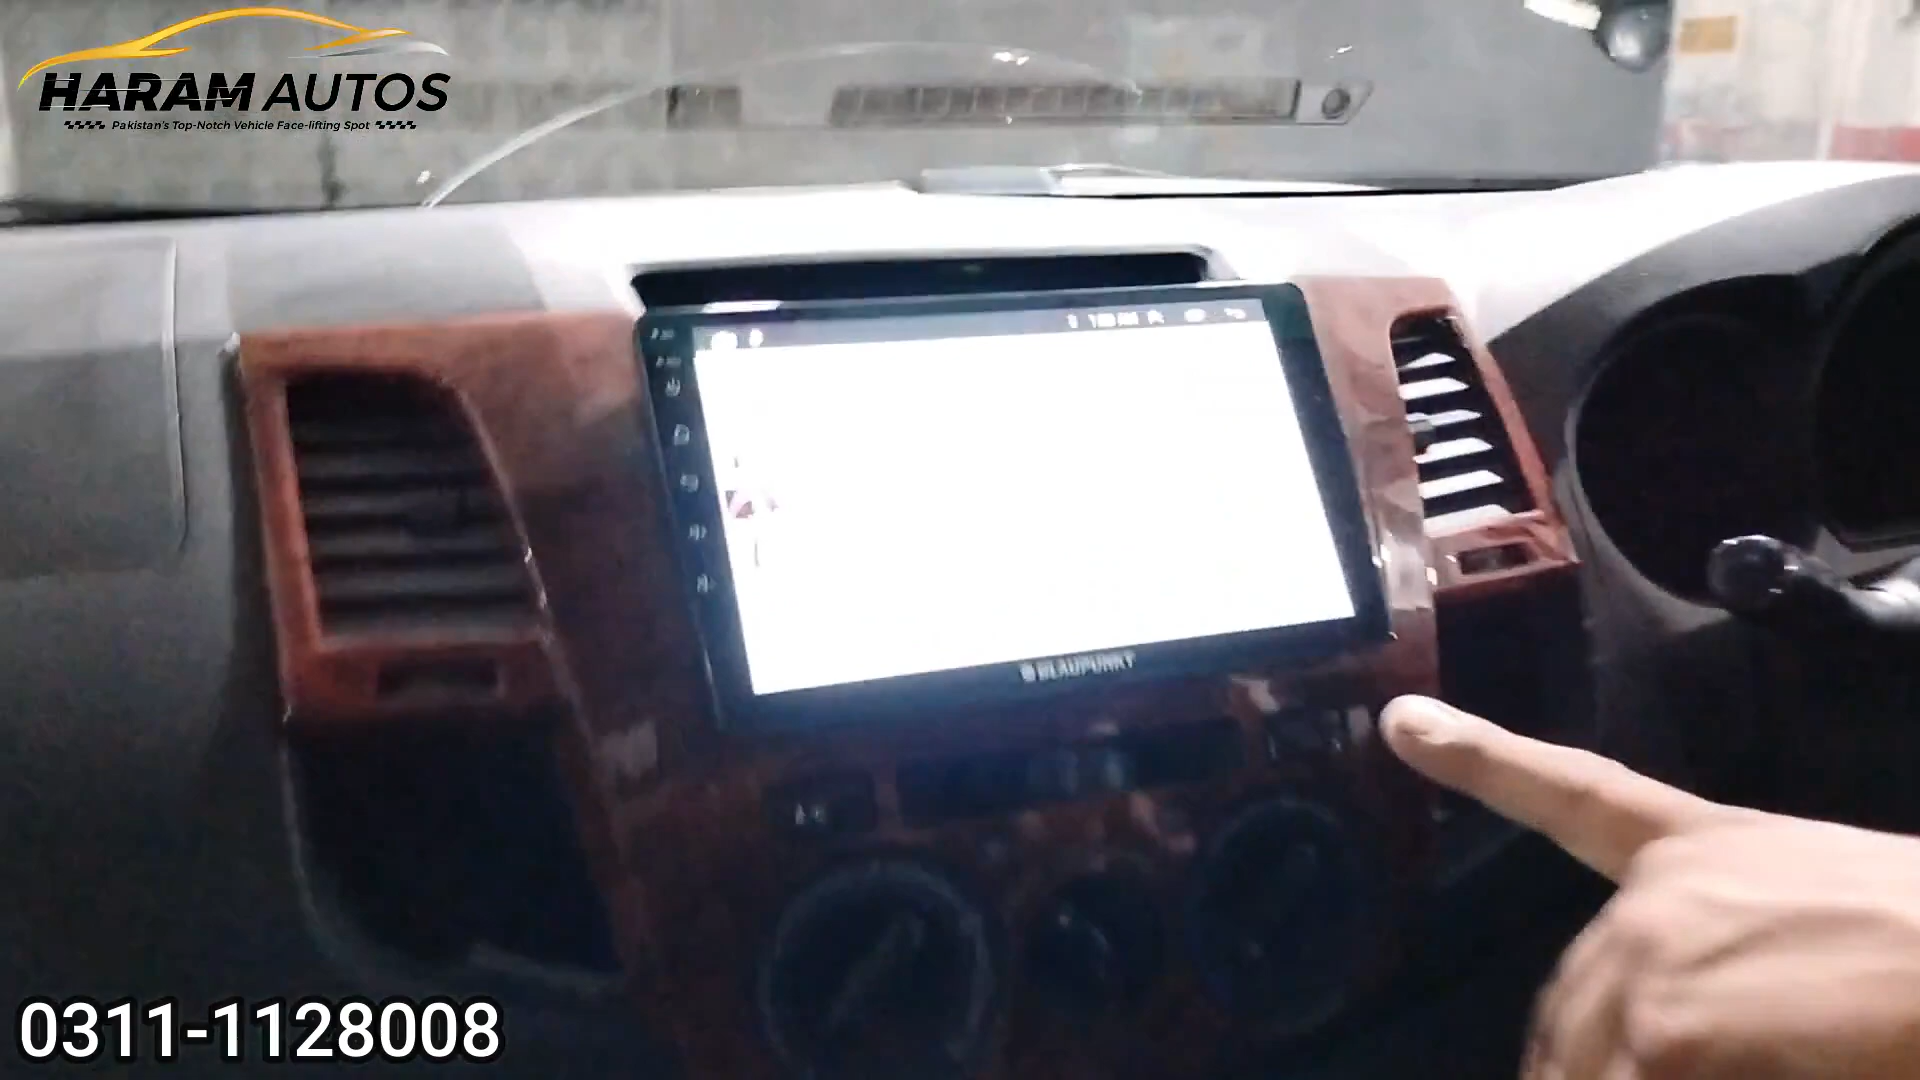 HARAM AUTOS
Pakistan's Top-Notch Vehicle Face-lifting Spot
BLAUPUNKT
0311-1128008